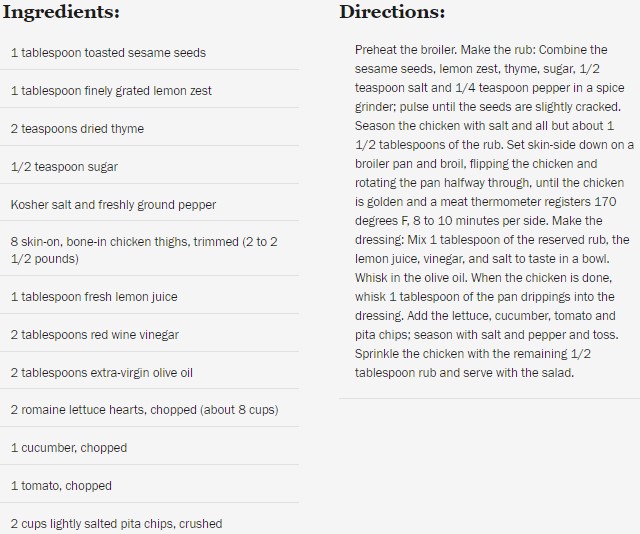 Ingredients:
1 tablespoon toasted sesame seeds
1 tablespoon finely grated lemon zest
2 teaspoons dried thyme
1/2 teaspoon sugar
Kosher salt and freshly ground pepper
8 skin-on, bone-in chicken thighs, trimmed (2 to 2
1/2 pounds)
1 tablespoon fresh lemon juice
2 tablespoons red wine vinegar
2 tablespoons extra-virgin olive oil
2 romaine lettuce hearts, chopped (about 8 cups)
1 cucumber, chopped
1 tomato, chopped
2 cups lightly salted pita chips, crushed
Directions:
Preheat the broiler. Make the rub: Combine the
sesame seeds, lemon zest, thyme, sugar, 1/2
teaspoon salt and 1/4 teaspoon pepper in a spice
grinder; pulse until the seeds are slightly cracked.
Season the chicken with salt and all but about 1
1/2 tablespoons of the rub. Set skin-side down on a
broiler pan and broil, flipping the chicken and
rotating the pan halfway through, until the chicken
is golden and a meat thermometer registers 170
degrees F, 8 to 10 minutes per side. Make the
dressing: Mix 1 tablespoon of the reserved rub, the
lemon juice, vinegar, and salt to taste in a bowl.
Whisk in the olive oil. When the chicken is done,
whisk 1 tablespoon of the pan drippings into the
dressing. Add the lettuce, cucumber, tomato and
pita chips; season with salt and pepper and toss.
Sprinkle the chicken with the remaining 1/2
tablespoon rub and serve with the salad.